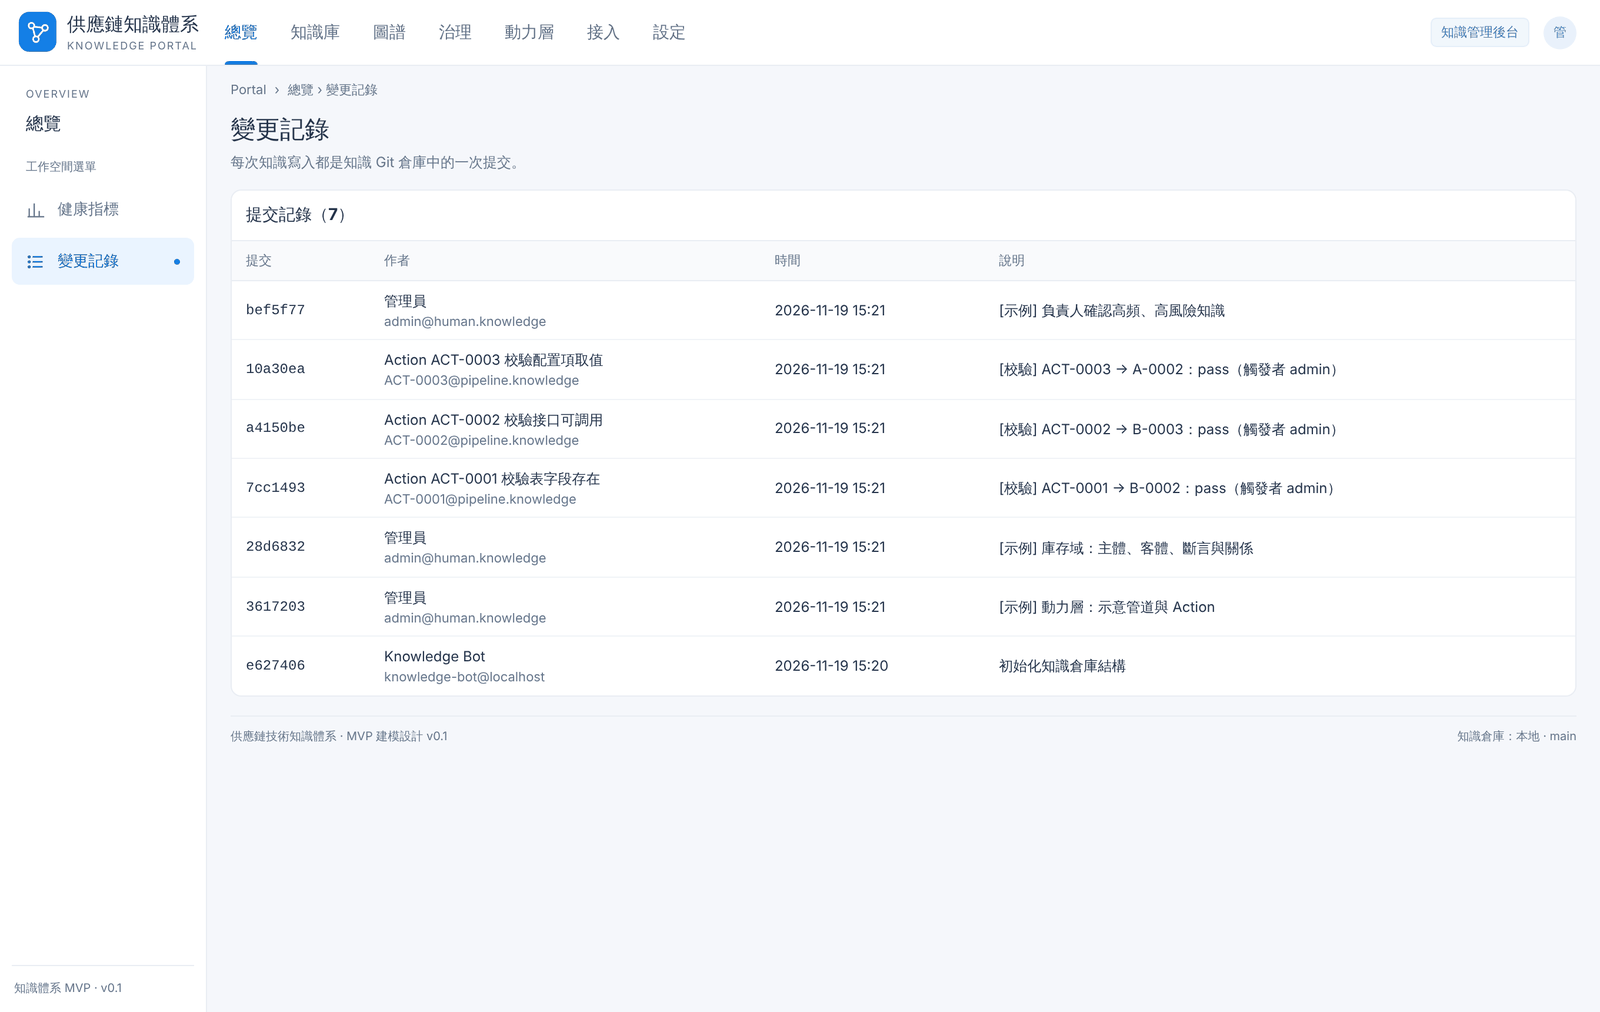 供應鏈知識體系
KNOWLEDGE PORTAL
總覽 知識庫 圖譜 治理 動力層 接入 設定
知識管理後台
管
OVERVIEW
總覽
工作空間選單
健康指標
變更記錄
知識體系 MVP · v0.1
Portal › 總覽 › 變更記錄
變更記錄
每次知識寫入都是知識 Git 倉庫中的一次提交。
提交記錄（7）
提交 作者 時間 說明
bef5f77 管理員 2026-11-19 15:21 [示例] 負責人確認高頻、高風險知識
admin@human.knowledge
10a30ea Action ACT-0003 校驗配置項取值 2026-11-19 15:21 [校驗] ACT-0003 → A-0002：pass（觸發者 admin）
ACT-0003@pipeline.knowledge
a4150be Action ACT-0002 校驗接口可調用 2026-11-19 15:21 [校驗] ACT-0002 → B-0003：pass（觸發者 admin）
ACT-0002@pipeline.knowledge
7cc1493 Action ACT-0001 校驗表字段存在 2026-11-19 15:21 [校驗] ACT-0001 → B-0002：pass（觸發者 admin）
ACT-0001@pipeline.knowledge
28d6832 管理員 2026-11-19 15:21 [示例] 庫存域：主體、客體、斷言與關係
admin@human.knowledge
3617203 管理員 2026-11-19 15:21 [示例] 動力層：示意管道與 Action
admin@human.knowledge
e627406 Knowledge Bot 2026-11-19 15:20 初始化知識倉庫結構
knowledge-bot@localhost
供應鏈技術知識體系 · MVP 建模設計 v0.1
知識倉庫：本地 · main